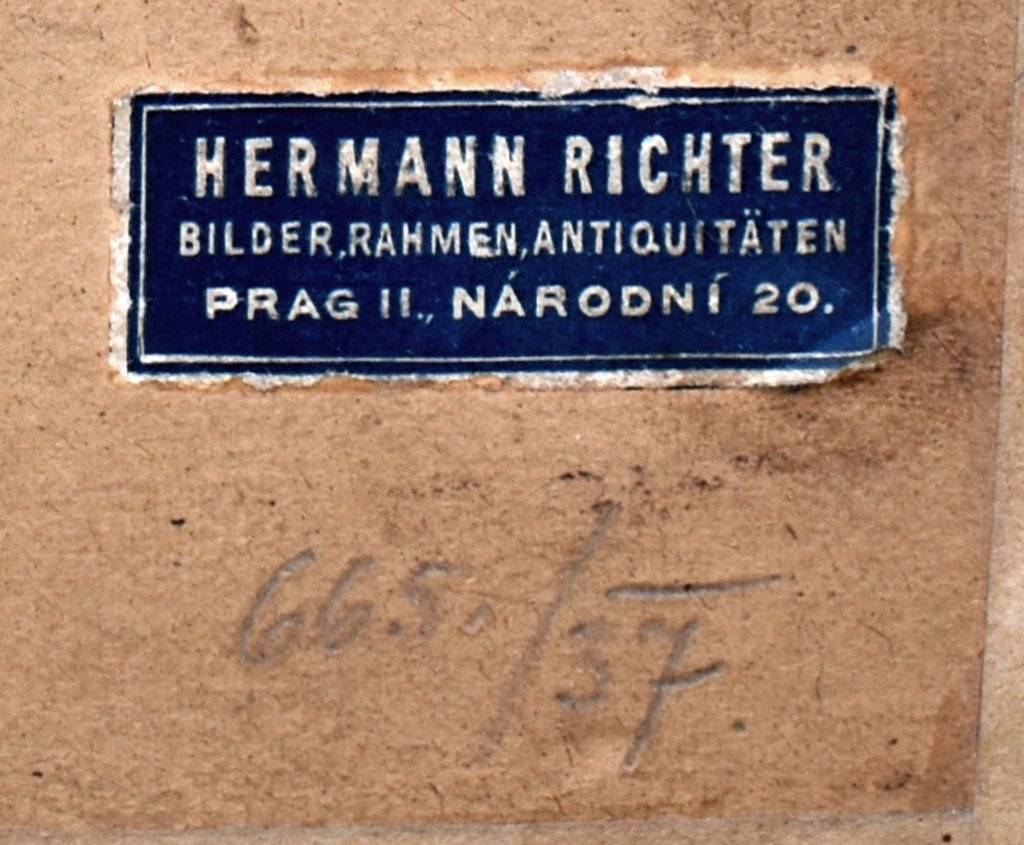 HERMANN RICHTER
BILDER, RAHMEN, ANTIQUITÄTEN
PRAG II., NÁRODNÍ 20.
665./37